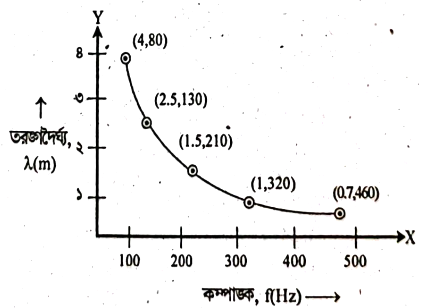 Y
(4,80)
৪
৩
(2.5,130)
তরঙ্গদৈর্ঘ্য,
λ(m)
২
(1.5,210)
(1,320)
(0.7,460)
১
X
100 200 300 400 500
কম্পাঙ্ক, f(Hz)